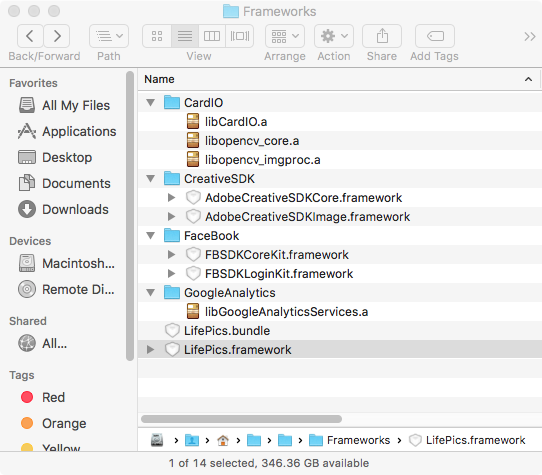 Frameworks
Back/Forward Path View Arrange Action Share Add Tags
Favorites
All My Files
Applications
Desktop
Documents
Downloads
Devices
Macintosh...
Remote Di...
Shared
All...
Tags
Red
Orange
Yellow
Name
CardIO
libCardIO.a
libopencv_core.a
libopencv_imgproc.a
CreativeSDK
AdobeCreativeSDKCore.framework
AdobeCreativeSDKImage.framework
FaceBook
FBSDKCoreKit.framework
FBSDKLoginKit.framework
GoogleAnalytics
libGoogleAnalyticsServices.a
LifePics.bundle
LifePics.framework
Frameworks LifePics.framework
1 of 14 selected, 346.36 GB available